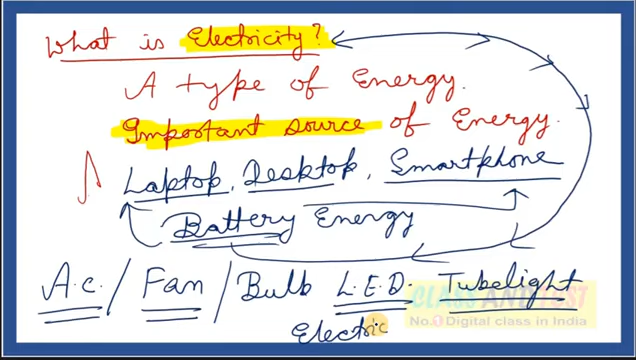 What is Electricity?
A type of Energy.
Important source of Energy.
Laptop, Desktop, Smartphone
Battery Energy
A.c. / Fan / Bulb L.E.D. Tubelight
CLASS AND TEST
No.1 Digital class in India
Electric